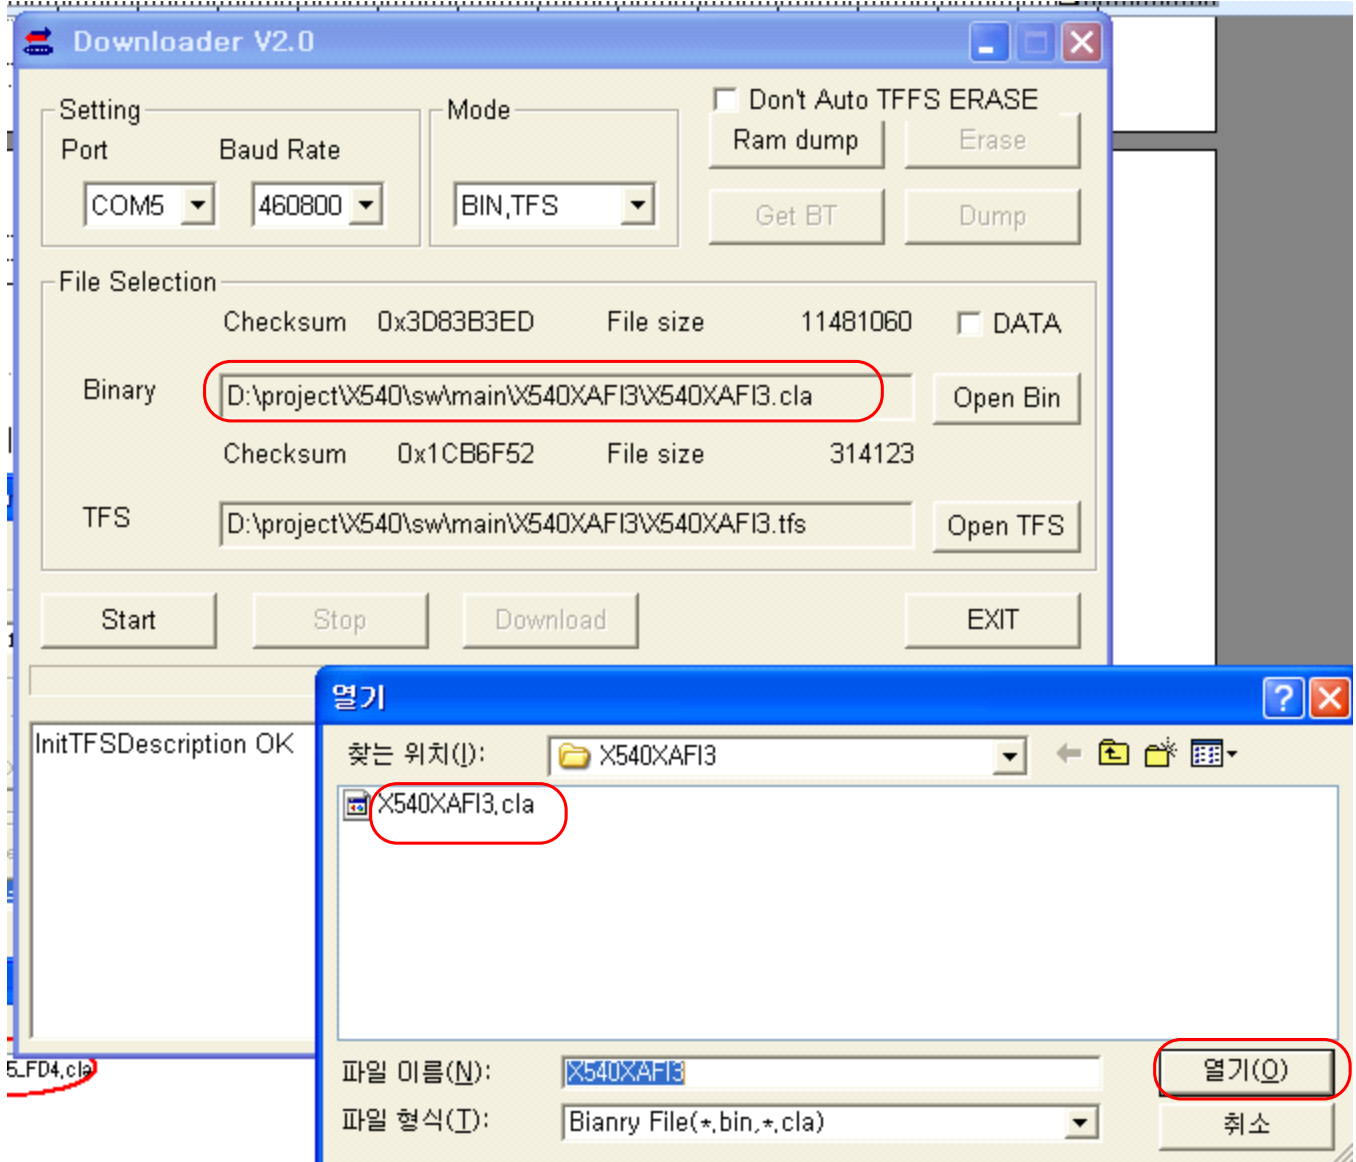 Downloader V2.0
Don't Auto TFFS ERASE
Setting
Mode
Port Baud Rate
Ram dump Erase
COM5 460800 BIN,TFS
Get BT Dump
File Selection
Checksum 0x3D83B3ED File size 11481060 DATA
Binary D:\project\X540\sw\main\X540XAFI3\X540XAFI3.cla Open Bin
Checksum 0x1CB6F52 File size 314123
TFS D:\project\X540\sw\main\X540XAFI3\X540XAFI3.tfs Open TFS
Start Stop Download EXIT
InitTFSDescription OK
열기
찾는 위치(I): X540XAFI3
X540XAFI3.cla
파일 이름(N): X540XAFI3 열기(O)
파일 형식(T): Bianry File(*.bin,*.cla) 취소
5_FD4.cla